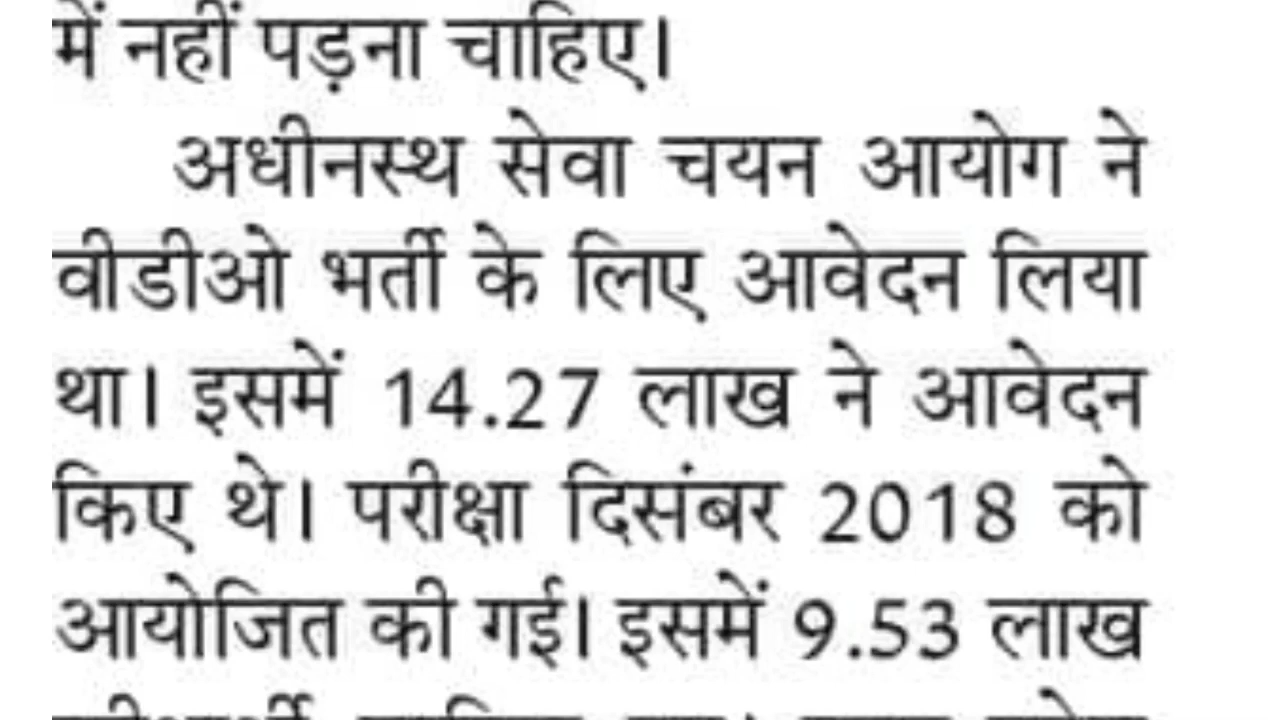 में नहीं पड़ना चाहिए।
अधीनस्थ सेवा चयन आयोग ने
वीडीओ भर्ती के लिए आवेदन लिया
था। इसमें 14.27 लाख ने आवेदन
किए थे। परीक्षा दिसंबर 2018 को
आयोजित की गई। इसमें 9.53 लाख